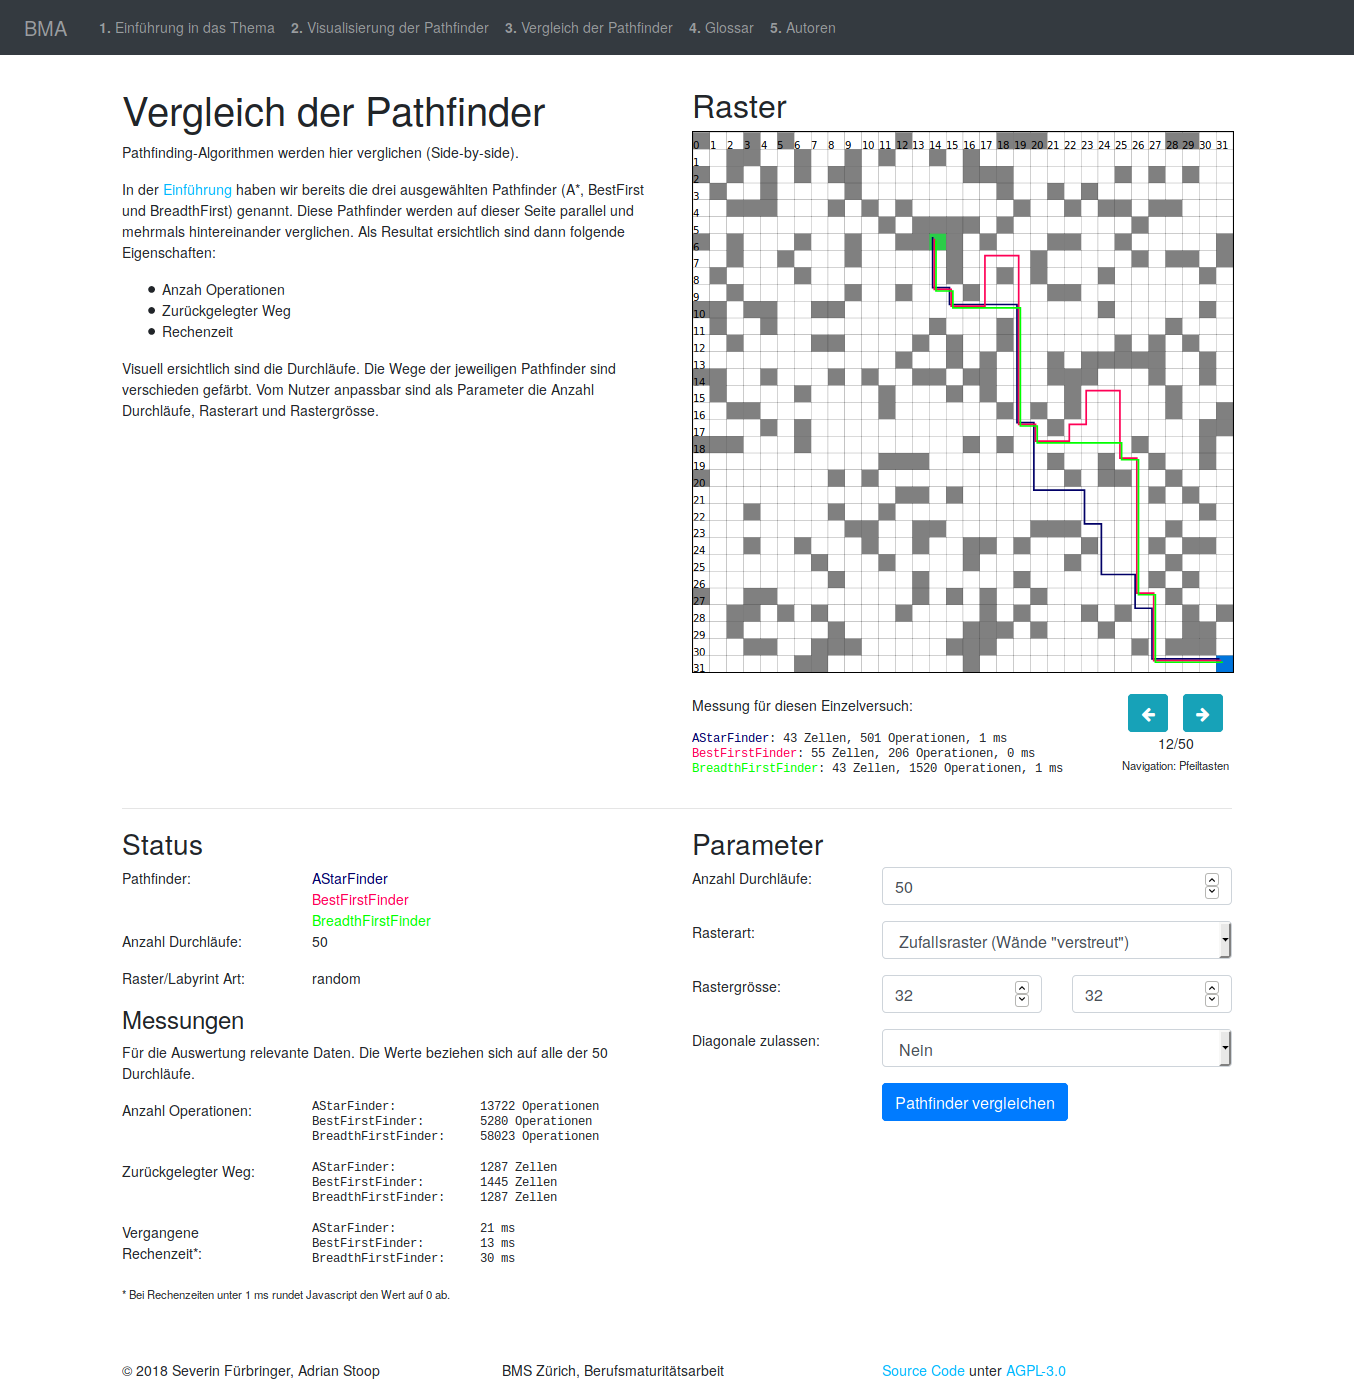 BMA 1. Einführung in das Thema 2. Visualisierung der Pathfinder 3. Vergleich der Pathfinder 4. Glossar 5. Autoren
Vergleich der Pathfinder
Pathfinding-Algorithmen werden hier verglichen (Side-by-side).
In der Einführung haben wir bereits die drei ausgewählten Pathfinder (A*, BestFirst
und BreadthFirst) genannt. Diese Pathfinder werden auf dieser Seite parallel und
mehrmals hintereinander verglichen. Als Resultat ersichtlich sind dann folgende
Eigenschaften:
• Anzah Operationen
• Zurückgelegter Weg
• Rechenzeit
Visuell ersichtlich sind die Durchläufe. Die Wege der jeweiligen Pathfinder sind
verschieden gefärbt. Vom Nutzer anpassbar sind als Parameter die Anzahl
Durchläufe, Rasterart und Rastergrösse.
Raster
0 1 2 3 4 5 6 7 8 9 10 11 12 13 14 15 16 17 18 19 20 21 22 23 24 25 26 27 28 29 30 31
1
2
3
4
5
6
7
8
9
10
11
12
13
14
15
16
17
18
19
20
21
22
23
24
25
26
27
28
29
30
31
Messung für diesen Einzelversuch:
AStarFinder: 43 Zellen, 501 Operationen, 1 ms
BestFirstFinder: 55 Zellen, 206 Operationen, 0 ms
BreadthFirstFinder: 43 Zellen, 1520 Operationen, 1 ms
12/50
Navigation: Pfeiltasten
Status
Pathfinder: AStarFinder
BestFirstFinder
BreadthFirstFinder
Anzahl Durchläufe: 50
Raster/Labyrint Art: random
Messungen
Für die Auswertung relevante Daten. Die Werte beziehen sich auf alle der 50
Durchläufe.
Anzahl Operationen: AStarFinder: 13722 Operationen
BestFirstFinder: 5280 Operationen
BreadthFirstFinder: 58023 Operationen
Zurückgelegter Weg: AStarFinder: 1287 Zellen
BestFirstFinder: 1445 Zellen
BreadthFirstFinder: 1287 Zellen
Vergangene
Rechenzeit*:
AStarFinder: 21 ms
BestFirstFinder: 13 ms
BreadthFirstFinder: 30 ms
* Bei Rechenzeiten unter 1 ms rundet Javascript den Wert auf 0 ab.
Parameter
Anzahl Durchläufe: 50
Rasterart: Zufallsraster (Wände "verstreut")
Rastergrösse: 32 32
Diagonale zulassen: Nein
Pathfinder vergleichen
© 2018 Severin Fürbringer, Adrian Stoop BMS Zürich, Berufsmaturitätsarbeit Source Code unter AGPL-3.0